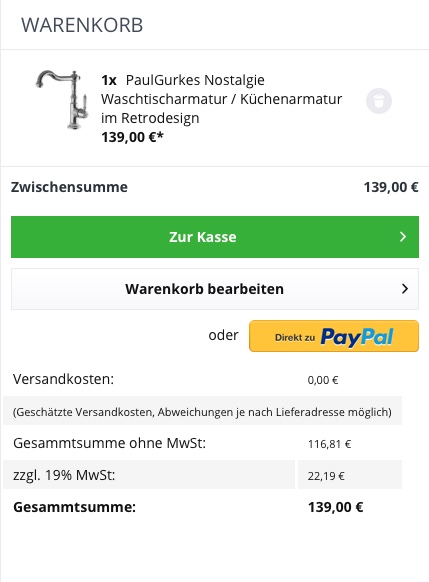 WARENKORB
1x PaulGurkes Nostalgie
Waschtischarmatur / Küchenarmatur
im Retrodesign
139,00 €*
Zwischensumme 139,00 €
Zur Kasse
Warenkorb bearbeiten
oder Direkt zu PayPal
Versandkosten: 0,00 €
(Geschätzte Versandkosten, Abweichungen je nach Lieferadresse möglich)
Gesammtsumme ohne MwSt: 116,81 €
zzgl. 19% MwSt: 22,19 €
Gesammtsumme: 139,00 €